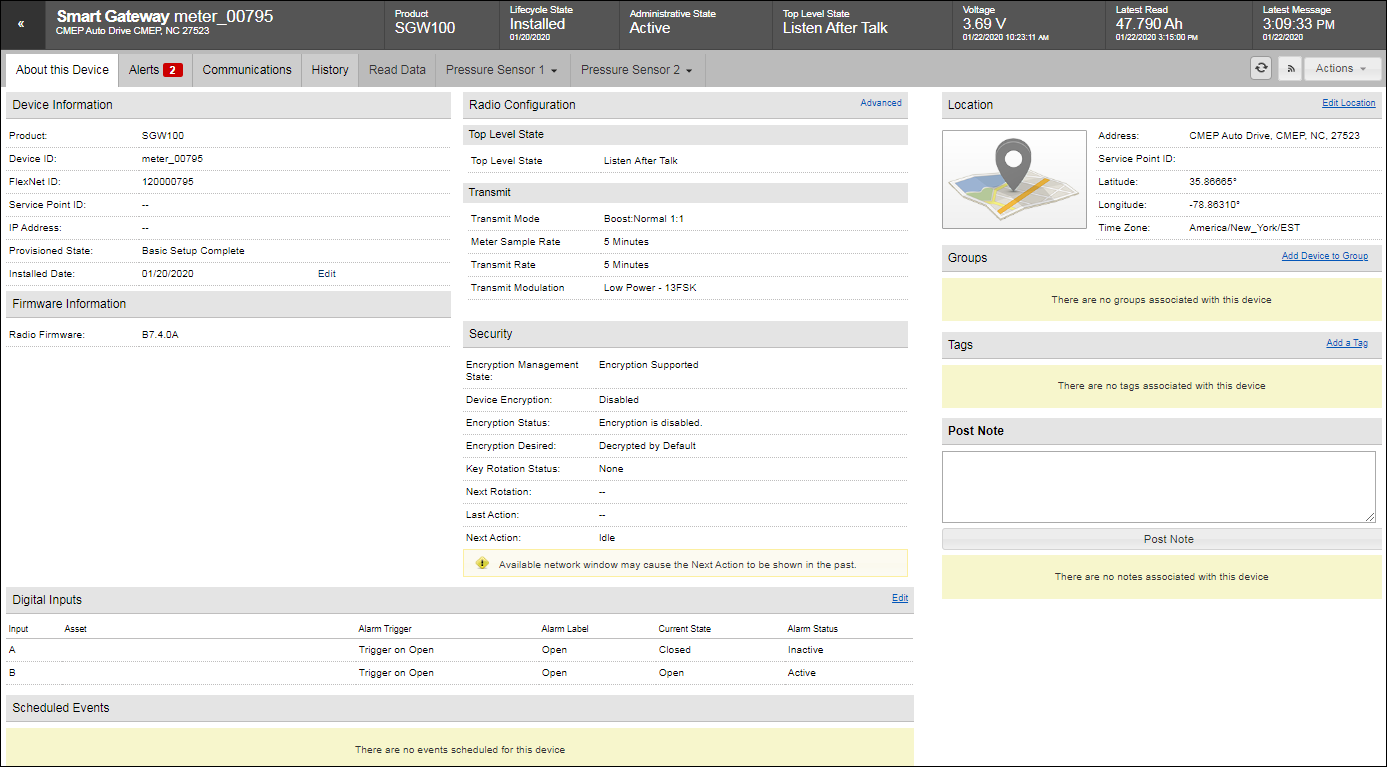 «
Smart Gateway meter_00795
CMEP Auto Drive CMEP, NC 27523
Product
SGW100
Lifecycle State
Installed
01/20/2020
Administrative State
Active
Top Level State
Listen After Talk
Voltage
3.69 V
01/22/2020 10:23:11 AM
Latest Read
47.790 Ah
01/22/2020 3:15:00 PM
Latest Message
3:09:33 PM
01/22/2020
About this Device
Alerts 2
Communications
History
Read Data
Pressure Sensor 1
Pressure Sensor 2
Actions
Device Information
Product: SGW100
Device ID: meter_00795
FlexNet ID: 120000795
Service Point ID: --
IP Address: --
Provisioned State: Basic Setup Complete
Installed Date: 01/20/2020 Edit
Firmware Information
Radio Firmware: B7.4.0A
Radio Configuration Advanced
Top Level State
Top Level State Listen After Talk
Transmit
Transmit Mode Boost:Normal 1:1
Meter Sample Rate 5 Minutes
Transmit Rate 5 Minutes
Transmit Modulation Low Power - 13FSK
Security
Encryption Management
State: Encryption Supported
Device Encryption: Disabled
Encryption Status: Encryption is disabled.
Encryption Desired: Decrypted by Default
Key Rotation Status: None
Next Rotation: --
Last Action: --
Next Action: Idle
Available network window may cause the Next Action to be shown in the past.
Location Edit Location
Address: CMEP Auto Drive, CMEP, NC, 27523
Service Point ID:
Latitude: 35.86665°
Longitude: -78.86310°
Time Zone: America/New_York/EST
Groups Add Device to Group
There are no groups associated with this device
Tags Add a Tag
There are no tags associated with this device
Post Note
Post Note
There are no notes associated with this device
Digital Inputs Edit
Input Asset Alarm Trigger Alarm Label Current State Alarm Status
A Trigger on Open Open Closed Inactive
B Trigger on Open Open Open Active
Scheduled Events
There are no events scheduled for this device